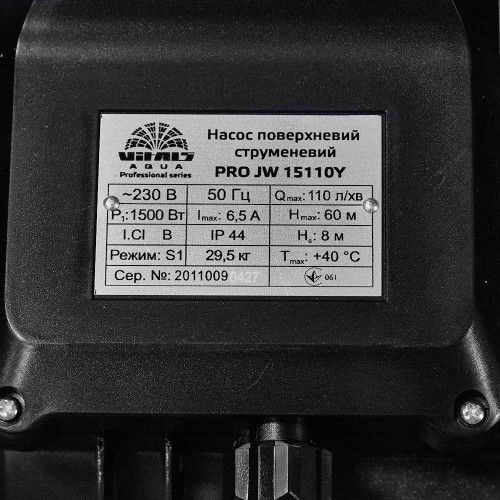 VITALS
AQUA
Professional series
Насос поверхневий
струменевий
PRO JW 15110Y
~230 В 50 Гц Qmax: 110 л/хв
P1:1500 Вт Imax: 6,5 А Hmax: 60 м
I.Cl B IP 44 Hs: 8 м
Режим: S1 29,5 кг Tmax: +40 °C
Сер. №: 2011009 0427 061